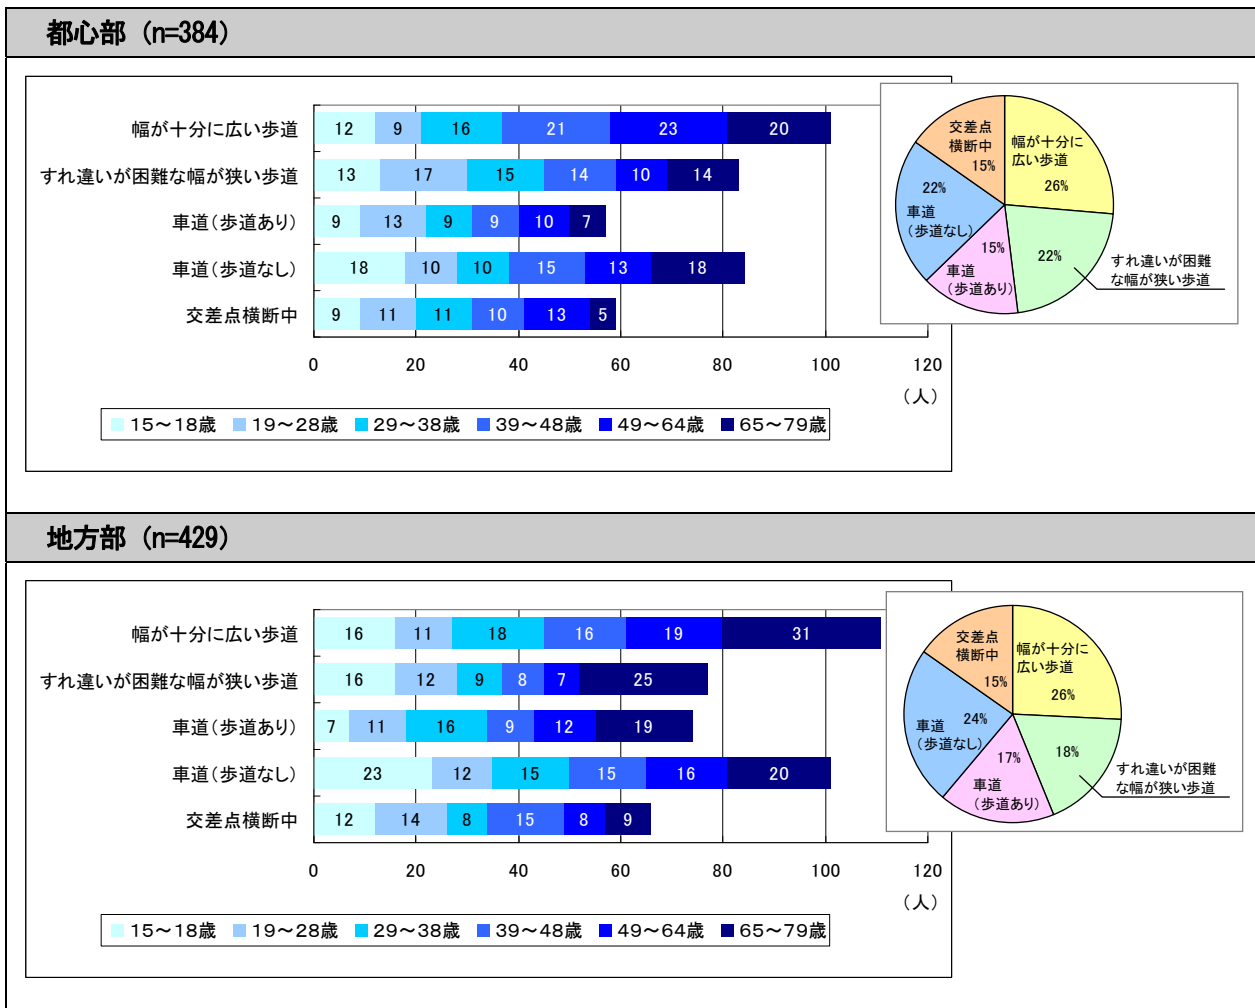 都心部（n=384）
幅が十分に広い歩道 12 9 16 21 23 20
すれ違いが困難な幅が狭い歩道 13 17 15 14 10 14
車道（歩道あり） 9 13 9 9 10 7
車道（歩道なし） 18 10 10 15 13 18
交差点横断中 9 11 11 10 13 5
0 20 40 60 80 100 120
（人）
15～18歳 19～28歳 29～38歳 39～48歳 49～64歳 65～79歳
交差点
横断中
15%
幅が十分に
広い歩道
26%
22%
車道
（歩道なし）
15%
車道
（歩道あり）
22%
すれ違いが困難
な幅が狭い歩道
地方部（n=429）
幅が十分に広い歩道 16 11 18 16 19 31
すれ違いが困難な幅が狭い歩道 16 12 9 8 7 25
車道（歩道あり） 7 11 16 9 12 19
車道（歩道なし） 23 12 15 15 16 20
交差点横断中 12 14 8 15 8 9
0 20 40 60 80 100 120
（人）
15～18歳 19～28歳 29～38歳 39～48歳 49～64歳 65～79歳
交差点
横断中
15%
幅が十分に
広い歩道
26%
24%
車道
（歩道なし）
17%
車道
（歩道あり）
18%
すれ違いが困難
な幅が狭い歩道